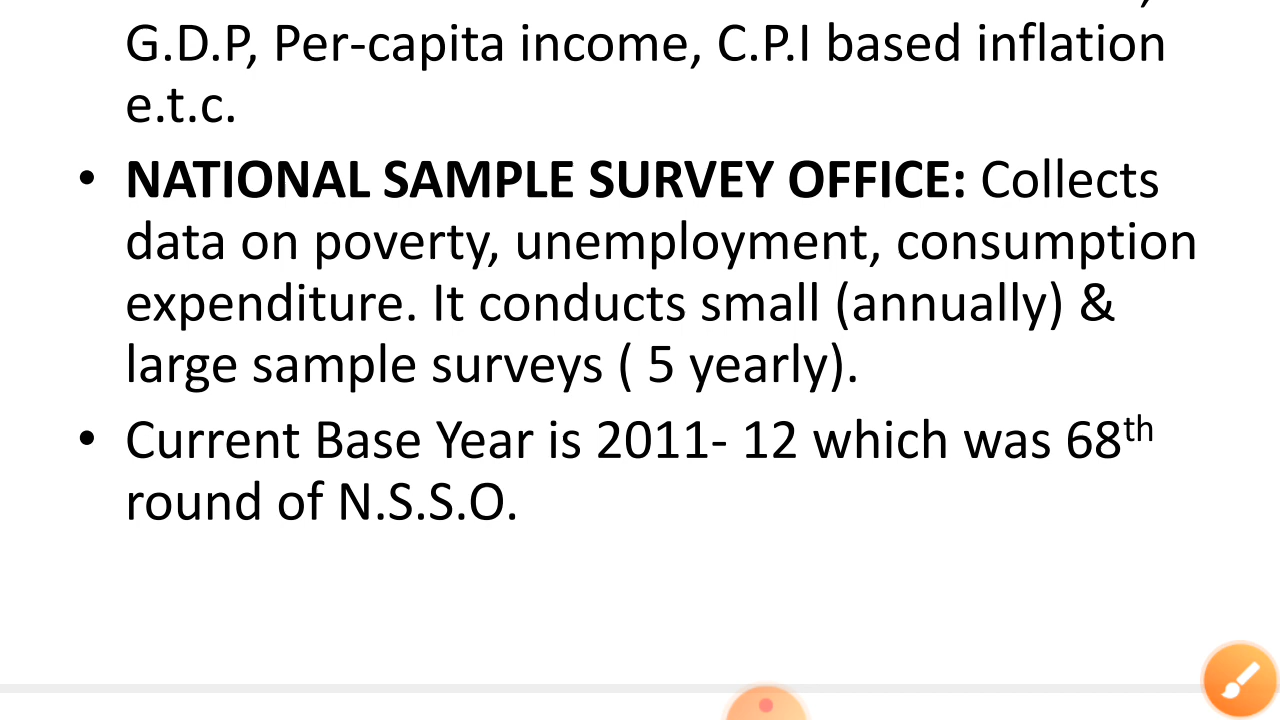 G.D.P, Per-capita income, C.P.I based inflation
e.t.c.
• NATIONAL SAMPLE SURVEY OFFICE: Collects
data on poverty, unemployment, consumption
expenditure. It conducts small (annually) &
large sample surveys ( 5 yearly).
• Current Base Year is 2011- 12 which was 68th
round of N.S.S.O.